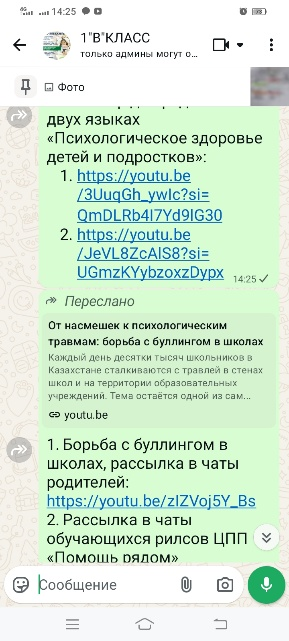 4G
14:25
1"В"КЛАСС
только админы могут о...
Фото
двух языках
«Психологическое здоровье
детей и подростков»:
1. https://youtu.be
/3UuqGh_ywIc?si=
QmDLRb4I7Yd9lG30
2. https://youtu.be
/JeVL8ZcAlS8?si=
UGmzKYybzoxzDypx
14:25
Переслано
От насмешек к психологическим
травмам: борьба с буллингом в школах
Каждый день десятки тысяч школьников в
Казахстане сталкиваются с травлей в стенах
школ и на территории образовательных
учреждений. Тема остаётся одной из сам...
youtu.be
1. Борьба с буллингом в
школах, рассылка в чаты
родителей:
https://youtu.be/zlZVoj5Y_Bs
2. Рассылка в чаты
обучающихся рилсов ЦПП
«Помощь рядом»
Сообщение